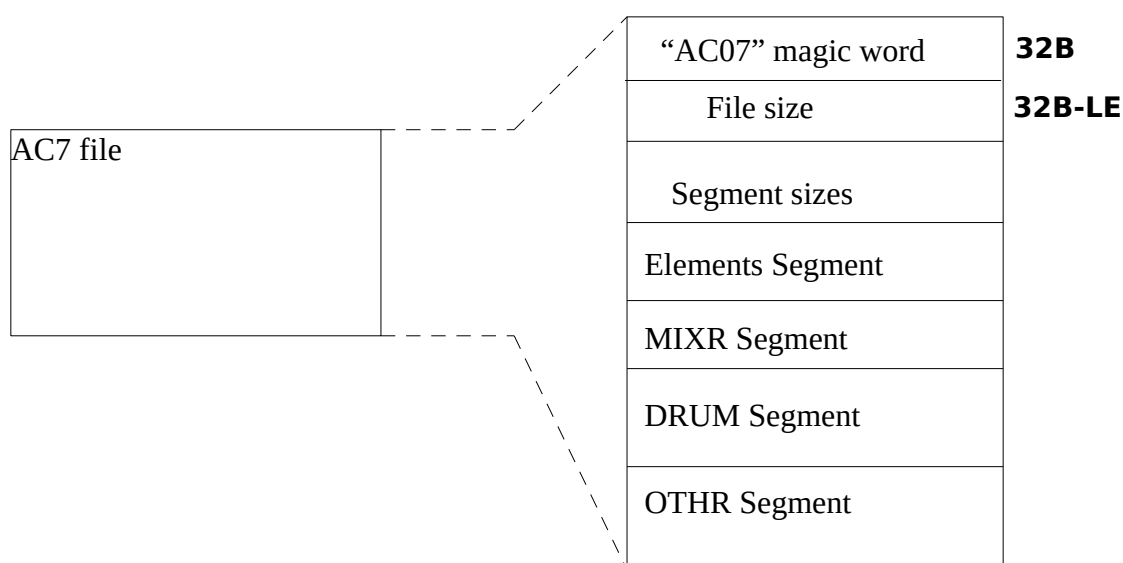 “AC07” magic word
32B
File size
32B-LE
AC7 file
Segment sizes
Elements Segment
MIXR Segment
DRUM Segment
OTHR Segment